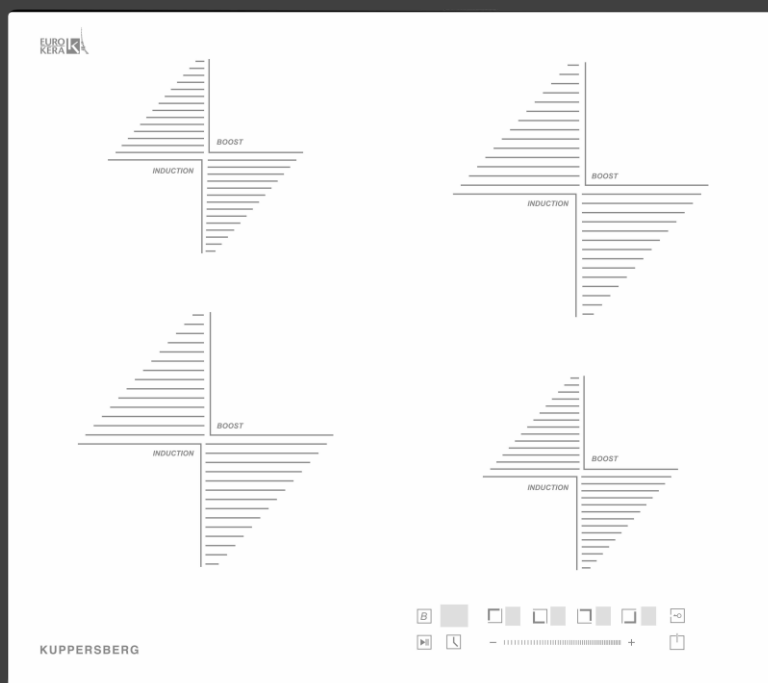 EURO
KERA K
BOOST
INDUCTION
BOOST
INDUCTION
BOOST
INDUCTION
BOOST
INDUCTION
B
− +
KUPPERSBERG